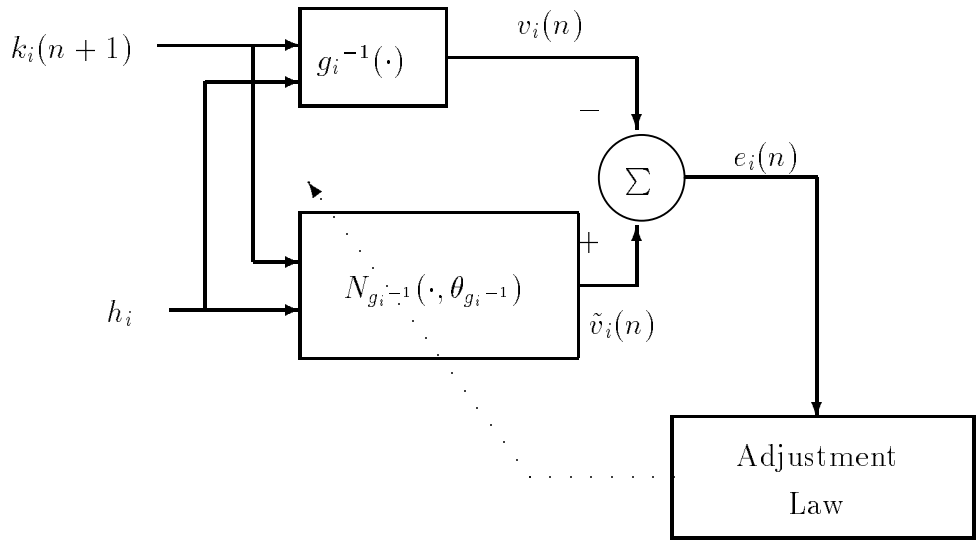 k_i(n + 1)
g_i^{-1}(·)
v_i(n)
−
∑
e_i(n)
+
N_{g_i^{-1}}(·, θ_{g_i^{-1}})
h_i
ṽ_i(n)
Adjustment
Law